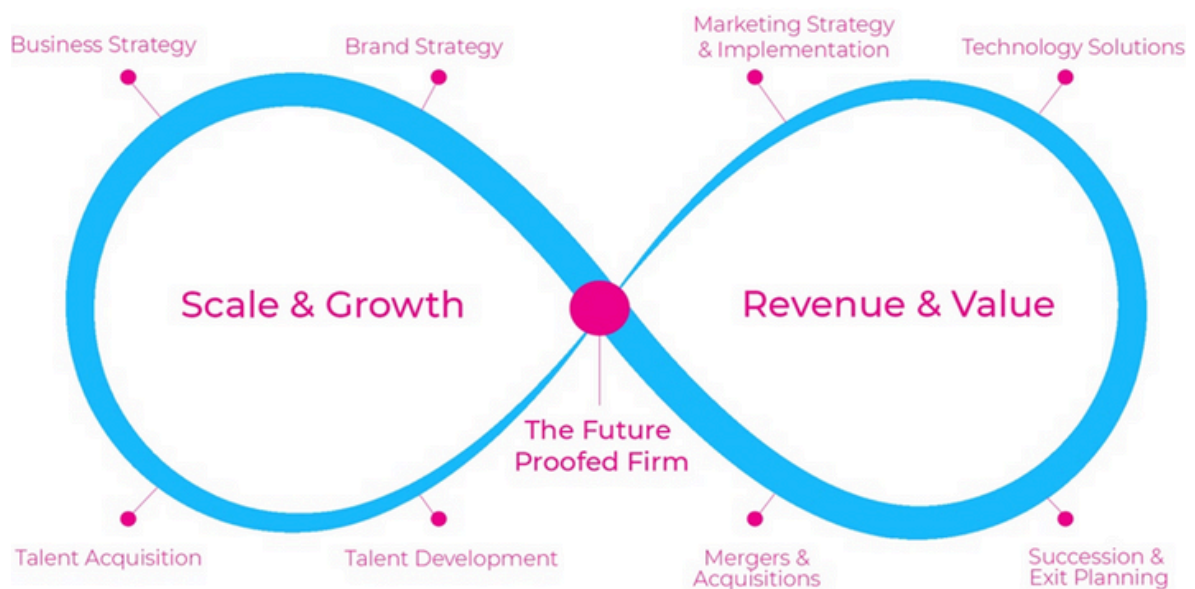 Business Strategy
Brand Strategy
Marketing Strategy
& Implementation
Technology Solutions
Scale & Growth
Revenue & Value
The Future
Proofed Firm
Talent Acquisition
Talent Development
Mergers &
Acquisitions
Succession &
Exit Planning